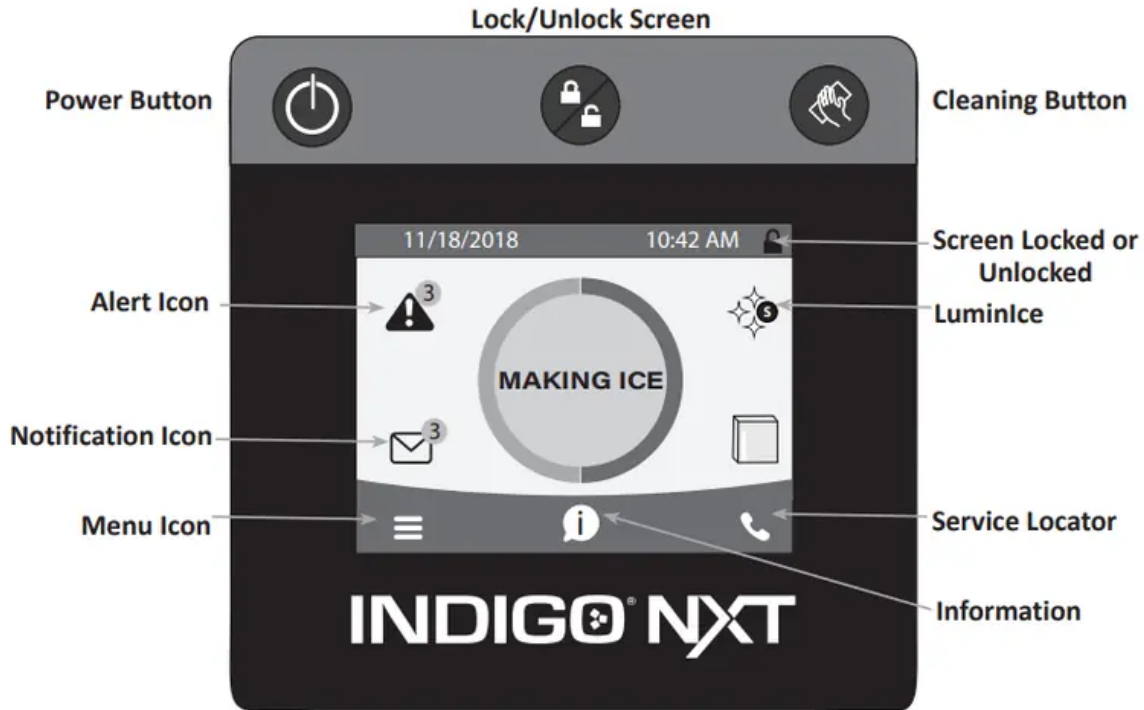 Lock/Unlock Screen
Power Button
Cleaning Button
11/18/2018
10:42 AM
Screen Locked or
Unlocked
Alert Icon
3
S
LuminIce
MAKING ICE
Notification Icon
3
Menu Icon
i
Service Locator
INDIGO® NXT
Information